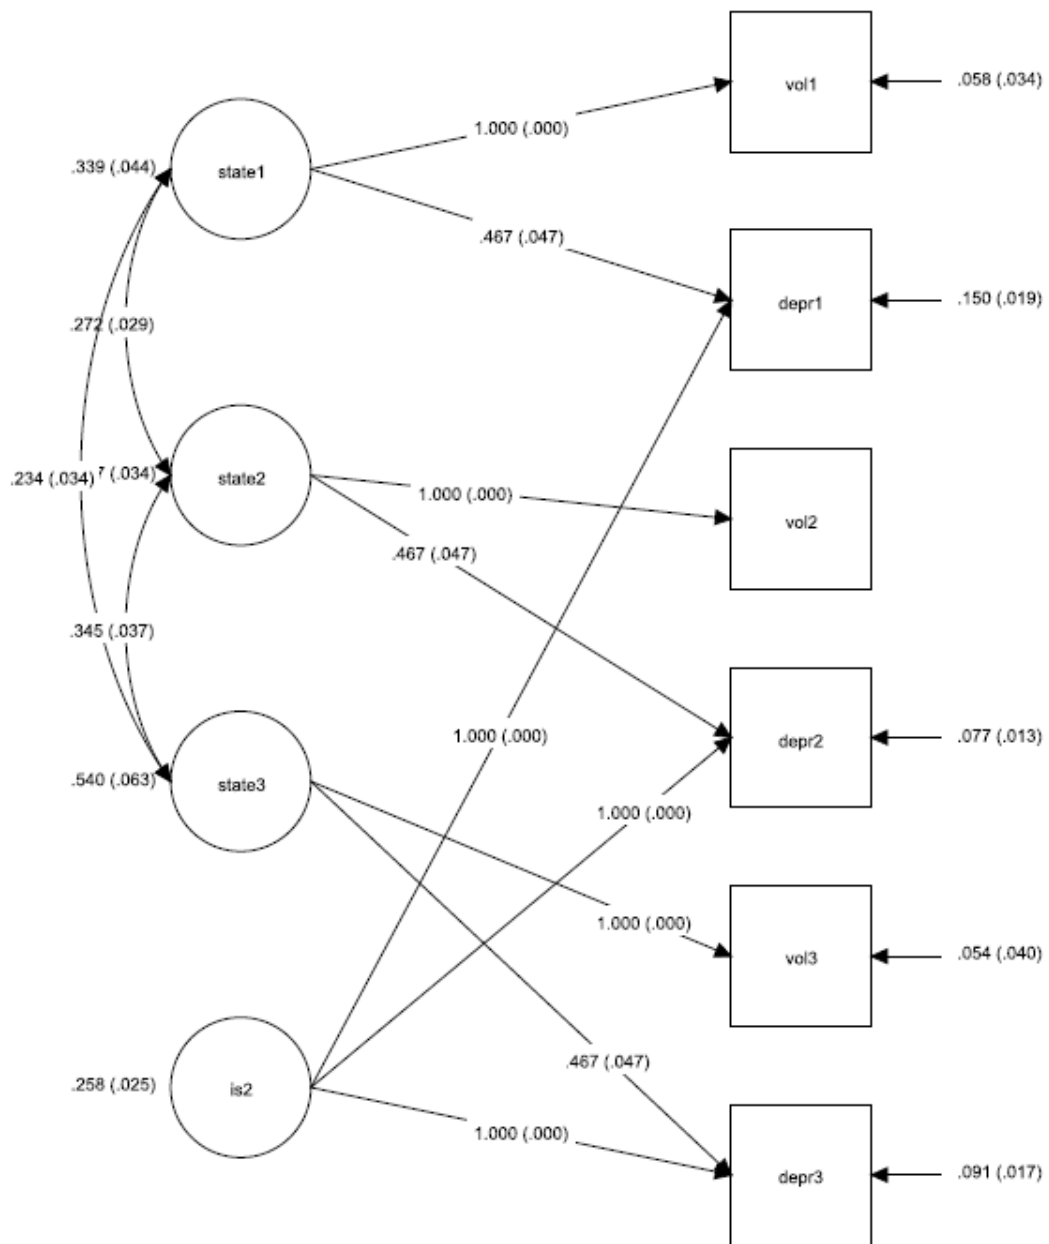 vol1
.058 (.034)
1.000 (.000)
.339 (.044)
state1
.467 (.047)
depr1
.150 (.019)
.272 (.029)
.234 (.034)
7 (.034)
state2
1.000 (.000)
vol2
.467 (.047)
.345 (.037)
1.000 (.000)
depr2
.077 (.013)
.540 (.063)
state3
1.000 (.000)
1.000 (.000)
vol3
.054 (.040)
.467 (.047)
.258 (.025)
is2
1.000 (.000)
depr3
.091 (.017)